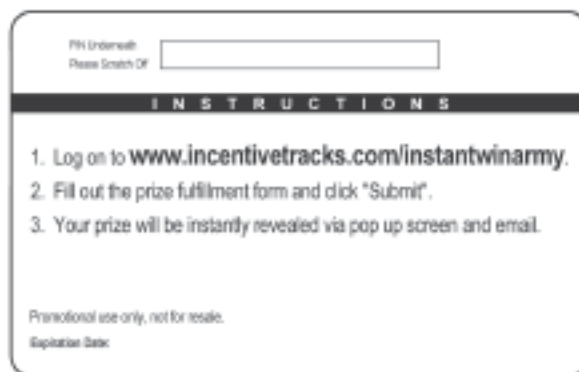 PIN Underneath
Please Scratch Off
INSTRUCTIONS
1. Log on to www.incentivetracks.com/instantwinarmy.
2. Fill out the prize fulfillment form and click "Submit".
3. Your prize will be instantly revealed via pop up screen and email.
Promotional use only, not for resale.
Expiration Date: